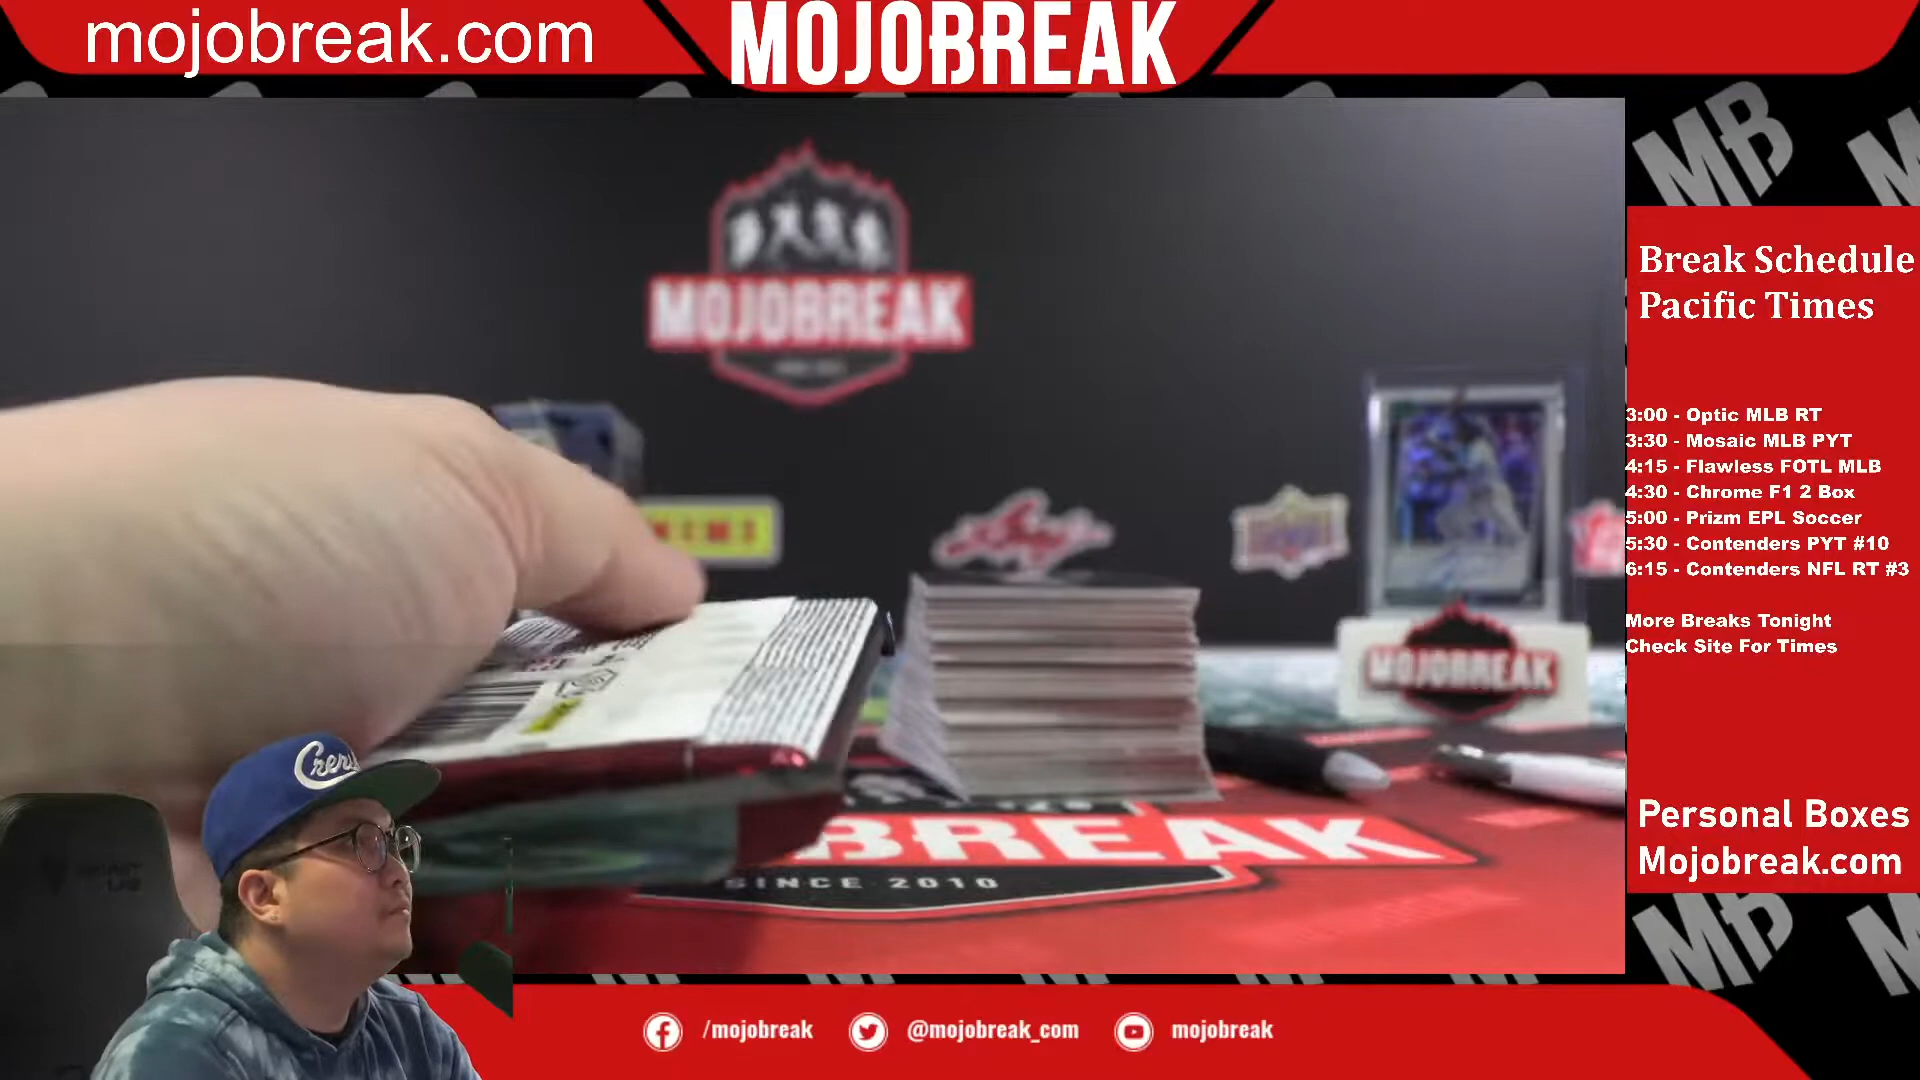 mojobreak.com
MOJOBREAK
MB
Break Schedule
Pacific Times
3:00 - Optic MLB RT
3:30 - Mosaic MLB PYT
4:15 - Flawless FOTL MLB
4:30 - Chrome F1 2 Box
5:00 - Prizm EPL Soccer
5:30 - Contenders PYT #10
6:15 - Contenders NFL RT #3
More Breaks Tonight
Check Site For Times
Personal Boxes
Mojobreak.com
MB
MOJOBREAK
MOJOBREAK
BREAK
SINCE 2010
/mojobreak
@mojobreak_com
mojobreak